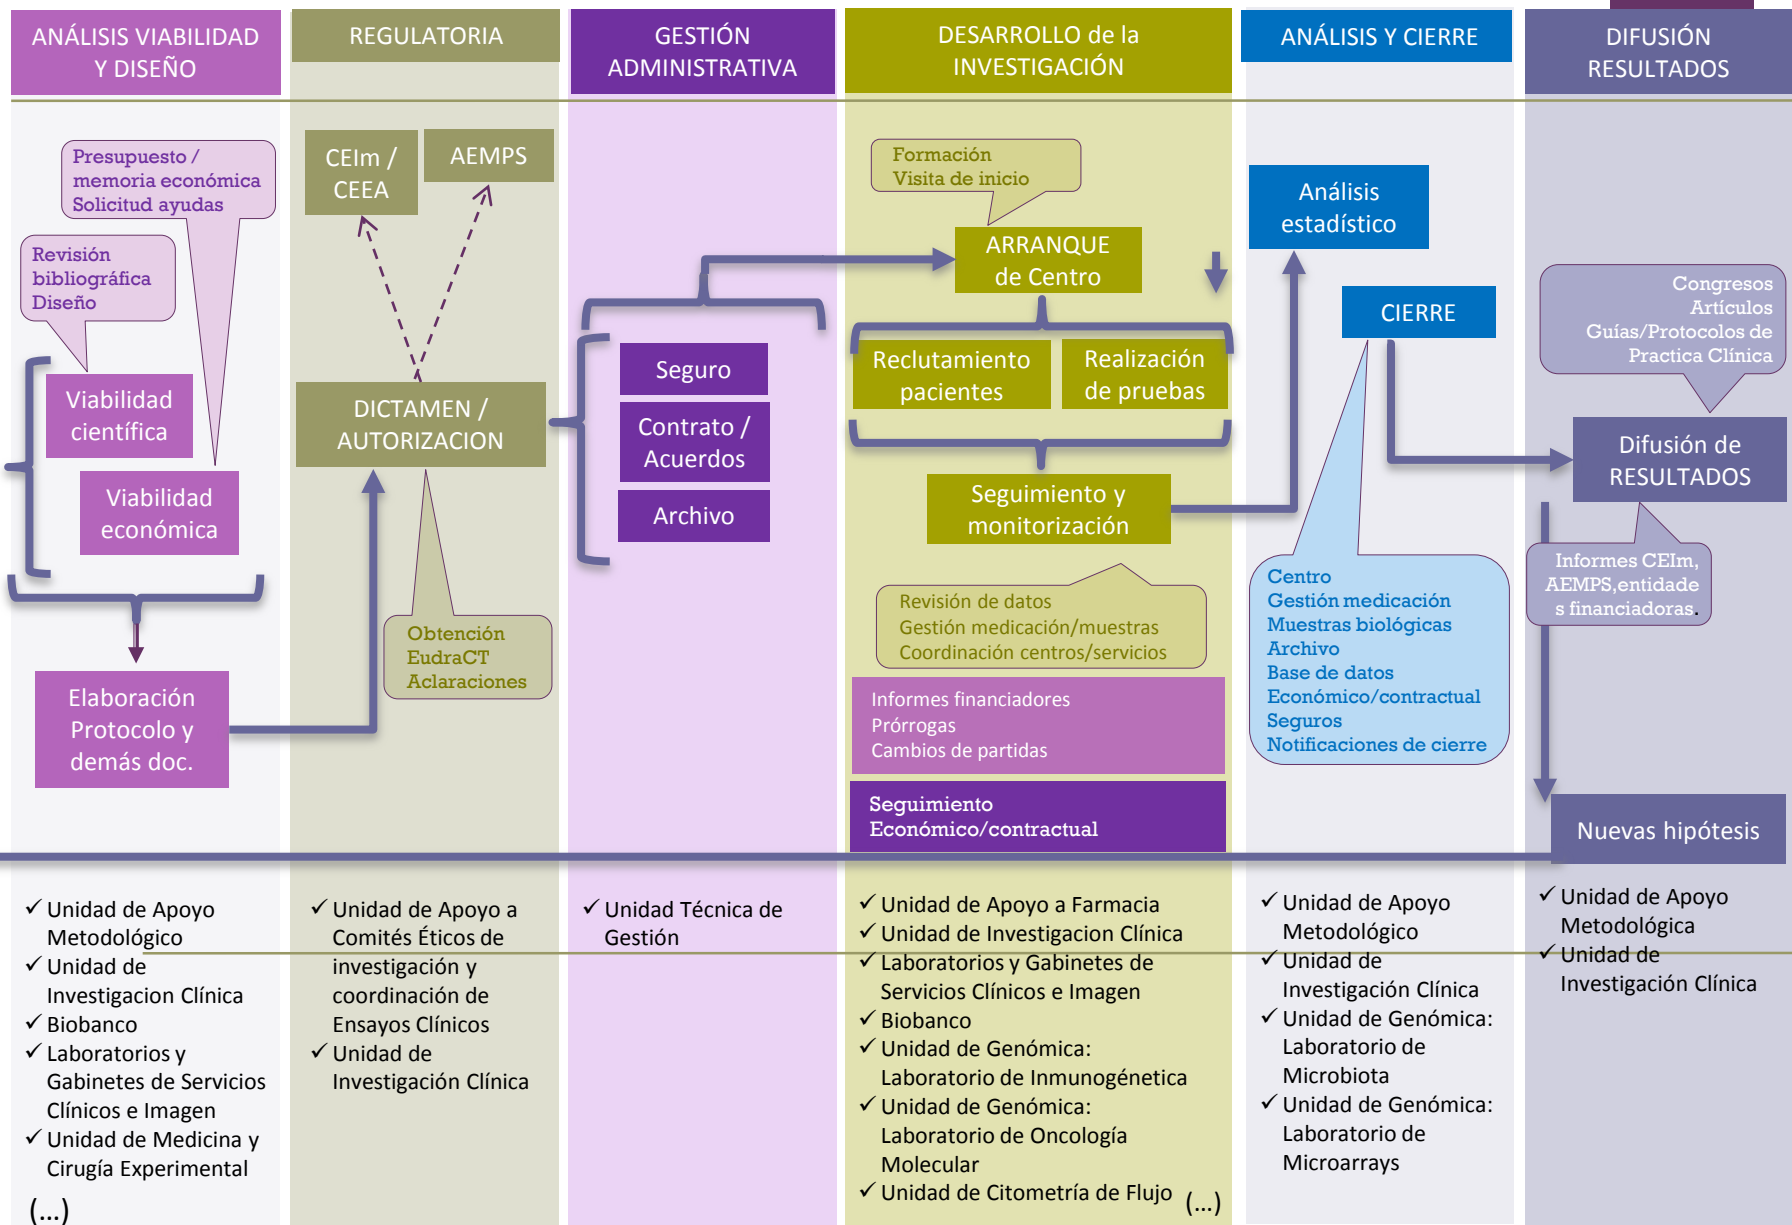 ANÁLISIS VIABILIDAD
Y DISEÑO
REGULATORIA
GESTIÓN
ADMINISTRATIVA
DESARROLLO de la
INVESTIGACIÓN
ANÁLISIS Y CIERRE
DIFUSIÓN
RESULTADOS
Presupuesto /
memoria económica
Solicitud ayudas
Revisión
bibliográfica
Diseño
Viabilidad
científica
Viabilidad
económica
Elaboración
Protocolo y
demás doc.
CEIm /
CEEA
AEMPS
DICTAMEN /
AUTORIZACION
Obtención
EudraCT
Aclaraciones
Seguro
Contrato /
Acuerdos
Archivo
Formación
Visita de inicio
ARRANQUE
de Centro
Reclutamiento
pacientes
Realización
de pruebas
Seguimiento y
monitorización
Revisión de datos
Gestión medicación/muestras
Coordinación centros/servicios
Informes financiadores
Prórrogas
Cambios de partidas
Seguimiento
Económico/contractual
Análisis
estadístico
CIERRE
Centro
Gestión medicación
Muestras biológicas
Archivo
Base de datos
Económico/contractual
Seguros
Notificaciones de cierre
Congresos
Artículos
Guías/Protocolos de
Practica Clínica
Difusión de
RESULTADOS
Informes CEIm,
AEMPS,entidade
s financiadoras.
Nuevas hipótesis
✓ Unidad de Apoyo
Metodológico
✓ Unidad de
Investigacion Clínica
✓ Biobanco
✓ Laboratorios y
Gabinetes de Servicios
Clínicos e Imagen
✓ Unidad de Medicina y
Cirugía Experimental
(...)
✓ Unidad de Apoyo a
Comités Éticos de
investigación y
coordinación de
Ensayos Clínicos
✓ Unidad de
Investigación Clínica
✓ Unidad Técnica de
Gestión
✓ Unidad de Apoyo a Farmacia
✓ Unidad de Investigacion Clínica
✓ Laboratorios y Gabinetes de
Servicios Clínicos e Imagen
✓ Biobanco
✓ Unidad de Genómica:
Laboratorio de Inmunogénetica
✓ Unidad de Genómica:
Laboratorio de Oncología
Molecular
✓ Unidad de Citometría de Flujo
(...)
✓ Unidad de Apoyo
Metodológico
✓ Unidad de
Investigación Clínica
✓ Unidad de Genómica:
Laboratorio de
Microbiota
✓ Unidad de Genómica:
Laboratorio de
Microarrays
✓ Unidad de Apoyo
Metodológica
✓ Unidad de
Investigación Clínica